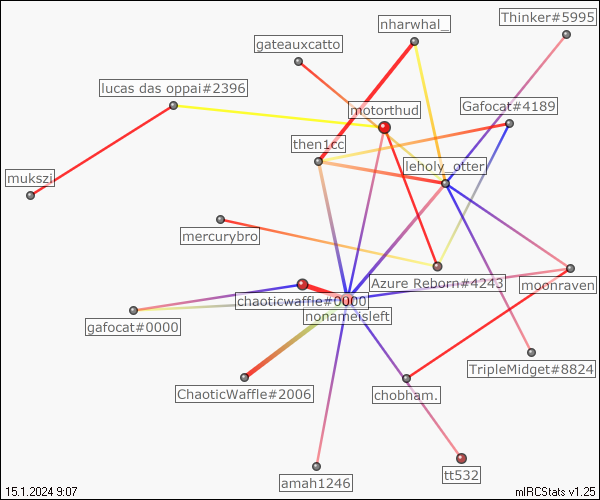 Thinker#5995
nharwhal_
gateauxcatto
lucas das oppai#2396
motorthud
Gafocat#4189
then1cc
leholy_otter
mukszi
mercurybro
Azure Reborn#4243
moonraven
chaoticwaffle#0000
nonameisleft
gafocat#0000
TripleMidget#8824
ChaoticWaffle#2006
chobham.
tt532
amah1246
15.1.2024 9:07
mIRCStats v1.25